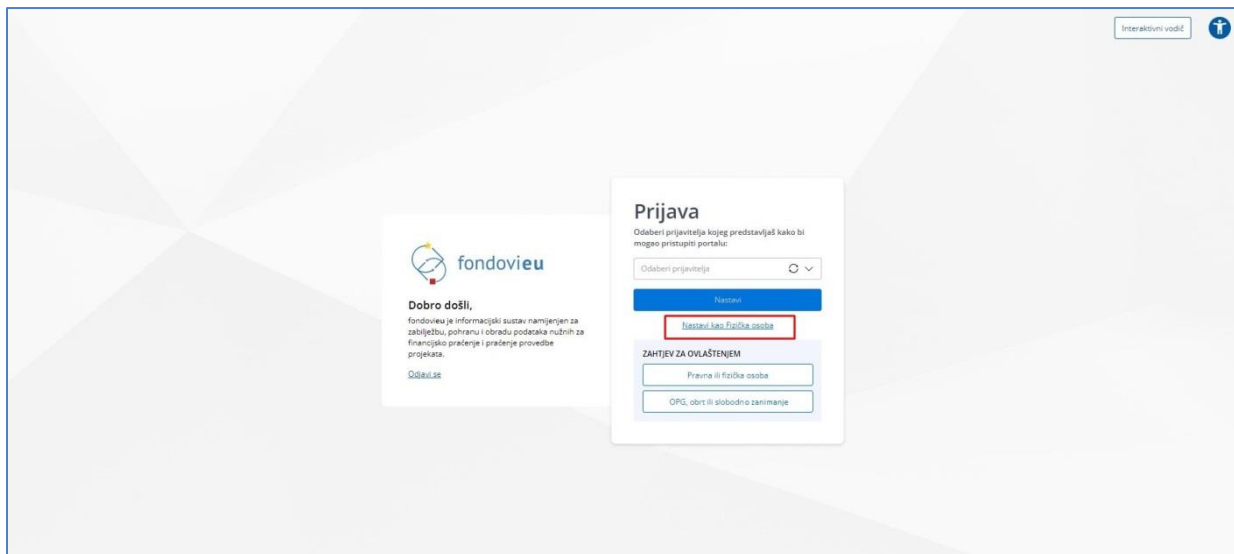 Interaktivni vodič
fondovieu
Dobro došli,
fondovieu je informacijski sustav namijenjen za
zabilježbu, pohranu i obradu podataka nužnih za
financijsko praćenje i praćenje provedbe
projekata.
Odjavi se
Prijava
Odaberi prijavitelja kojeg predstavljaš kako bi
mogao pristupiti portalu:
Odaberi prijavitelja
Nastavi
Nastavi kao Fizička osoba
ZAHTJEV ZA OVLAŠTENJEM
Pravna ili fizička osoba
OPG, obrt ili slobodno zanimanje